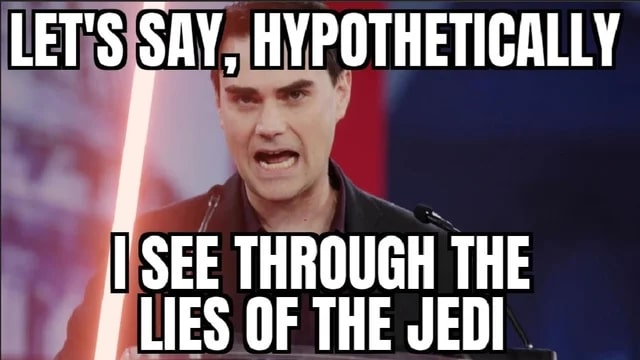 LET'S SAY, HYPOTHETICALLY
I SEE THROUGH THE
LIES OF THE JEDI